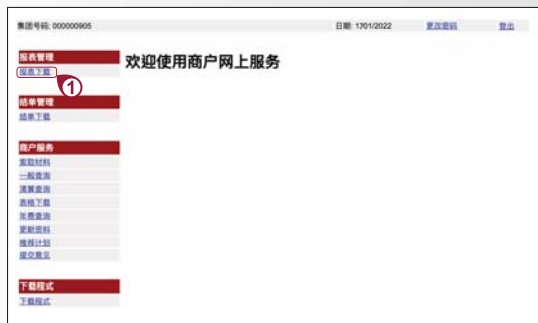 集团号码: 000000905 日期: 17/01/2022 更改密码 登出
报表管理
报表下载
1
欢迎使用商户网上服务
结单管理
结单下载
商户服务
索取材料
一般查询
清算查询
表格下载
年费查询
更新资料
推荐计划
提交意见
下载程式
下载程式